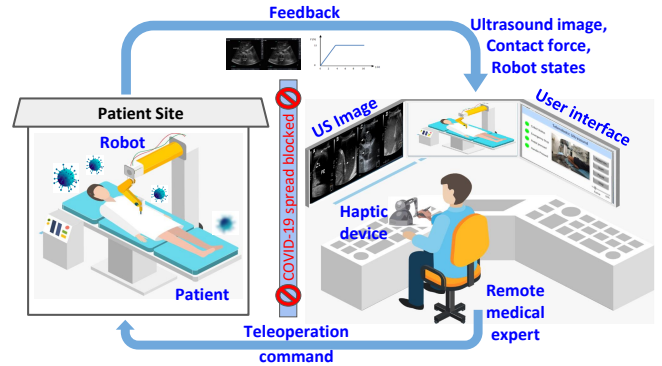 Feedback
Ultrasound image,
Contact force,
Robot states
Patient Site
Robot
Patient
COVID-19 spread blocked
US Image
User interface
Haptic
device
Remote
medical
expert
Teleoperation
command